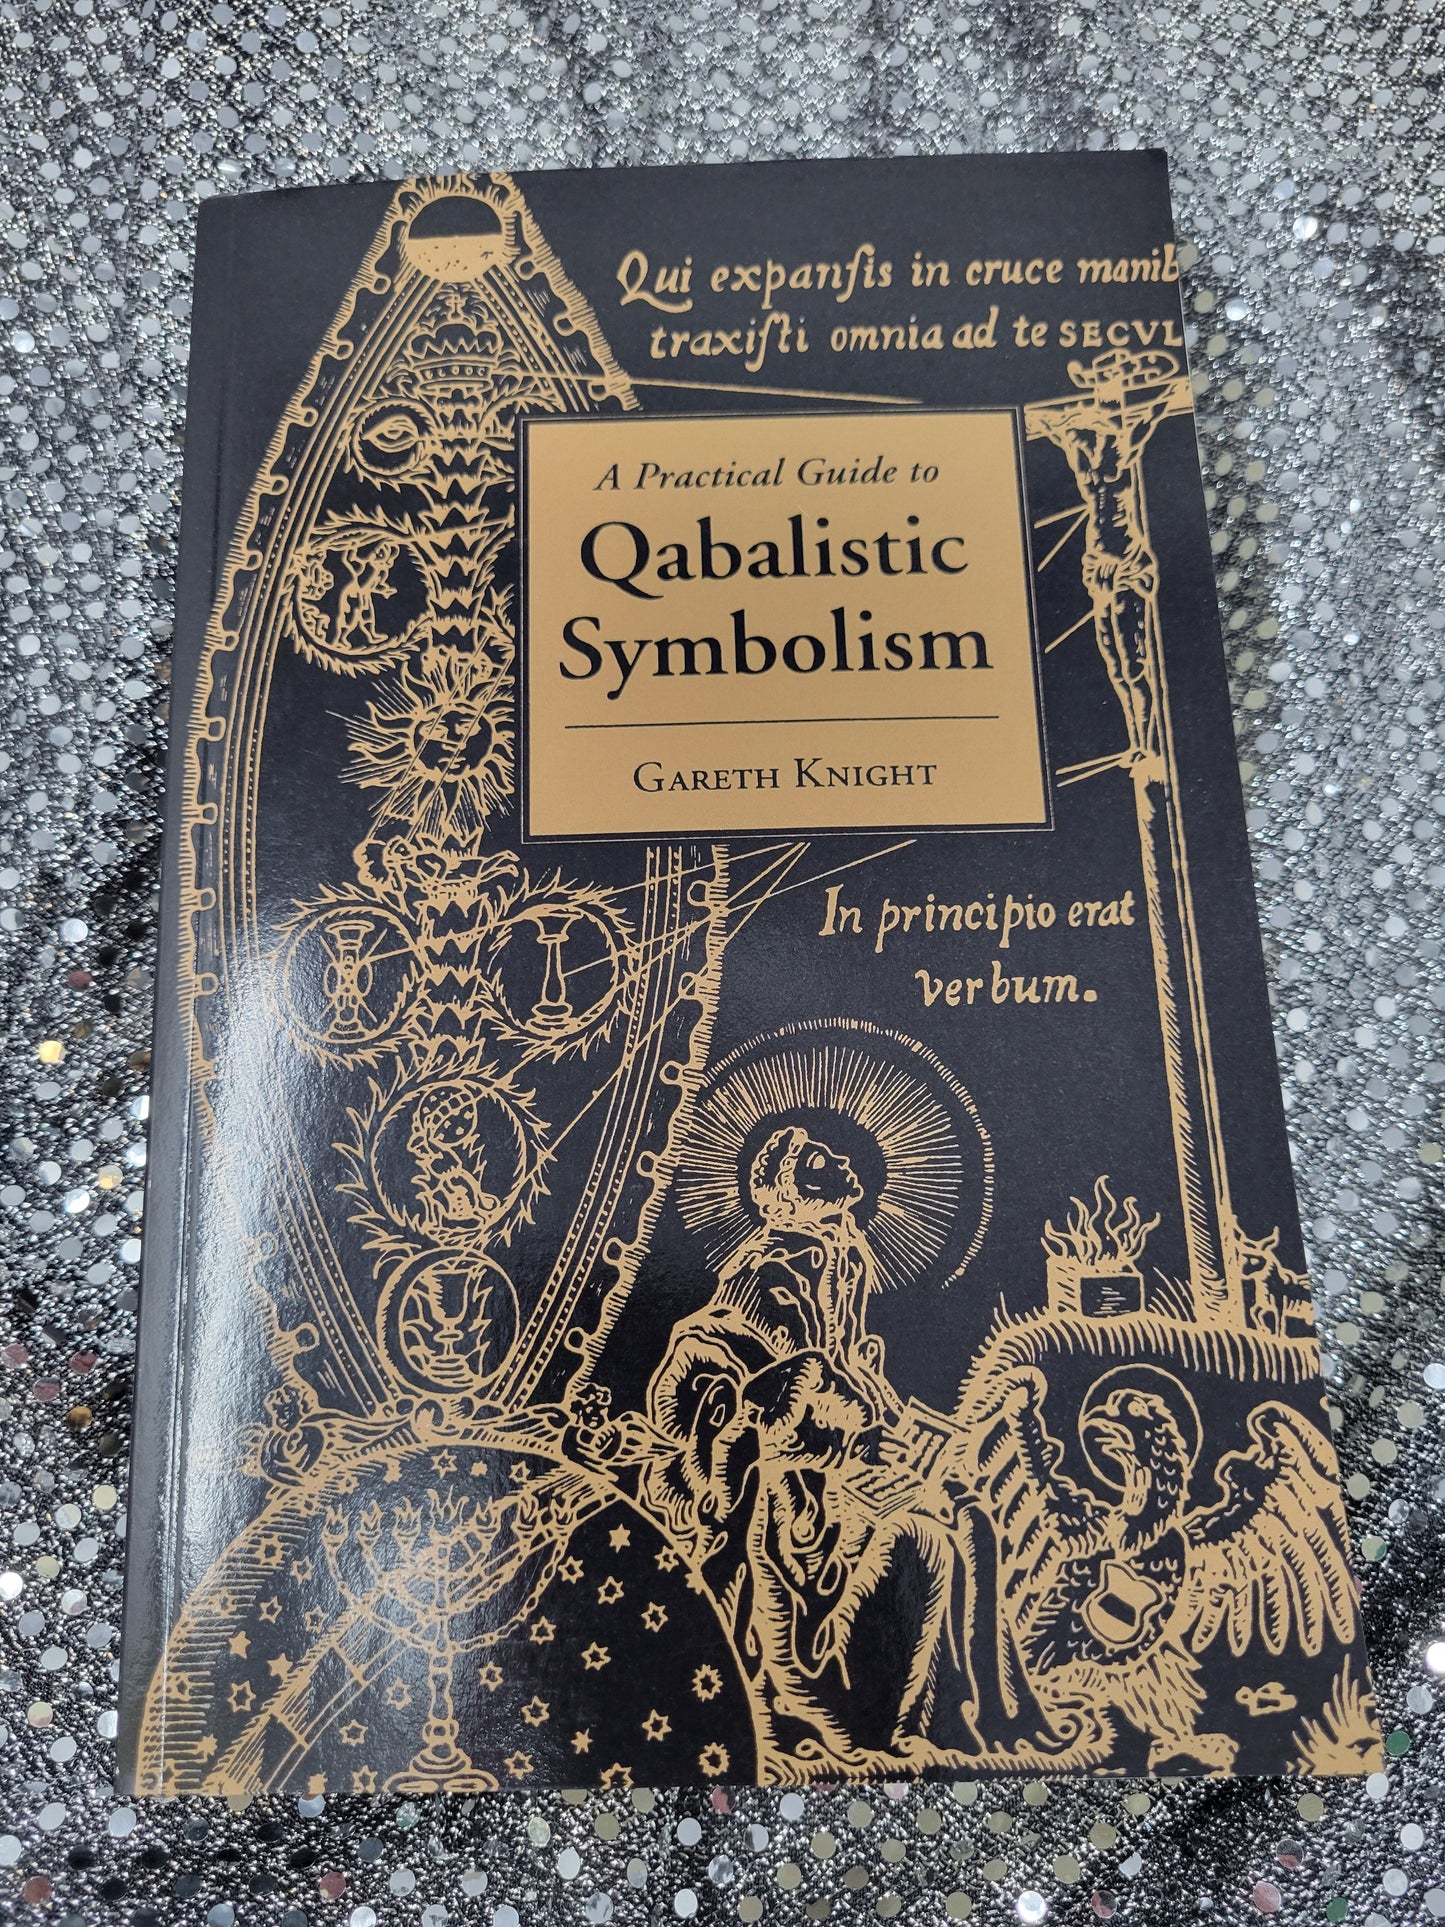 Qui expanſis in cruce manib
traxiſti omnia ad te SECVL
A Practical Guide to
Qabalistic
Symbolism
GARETH KNIGHT
In principio erat
verbum.